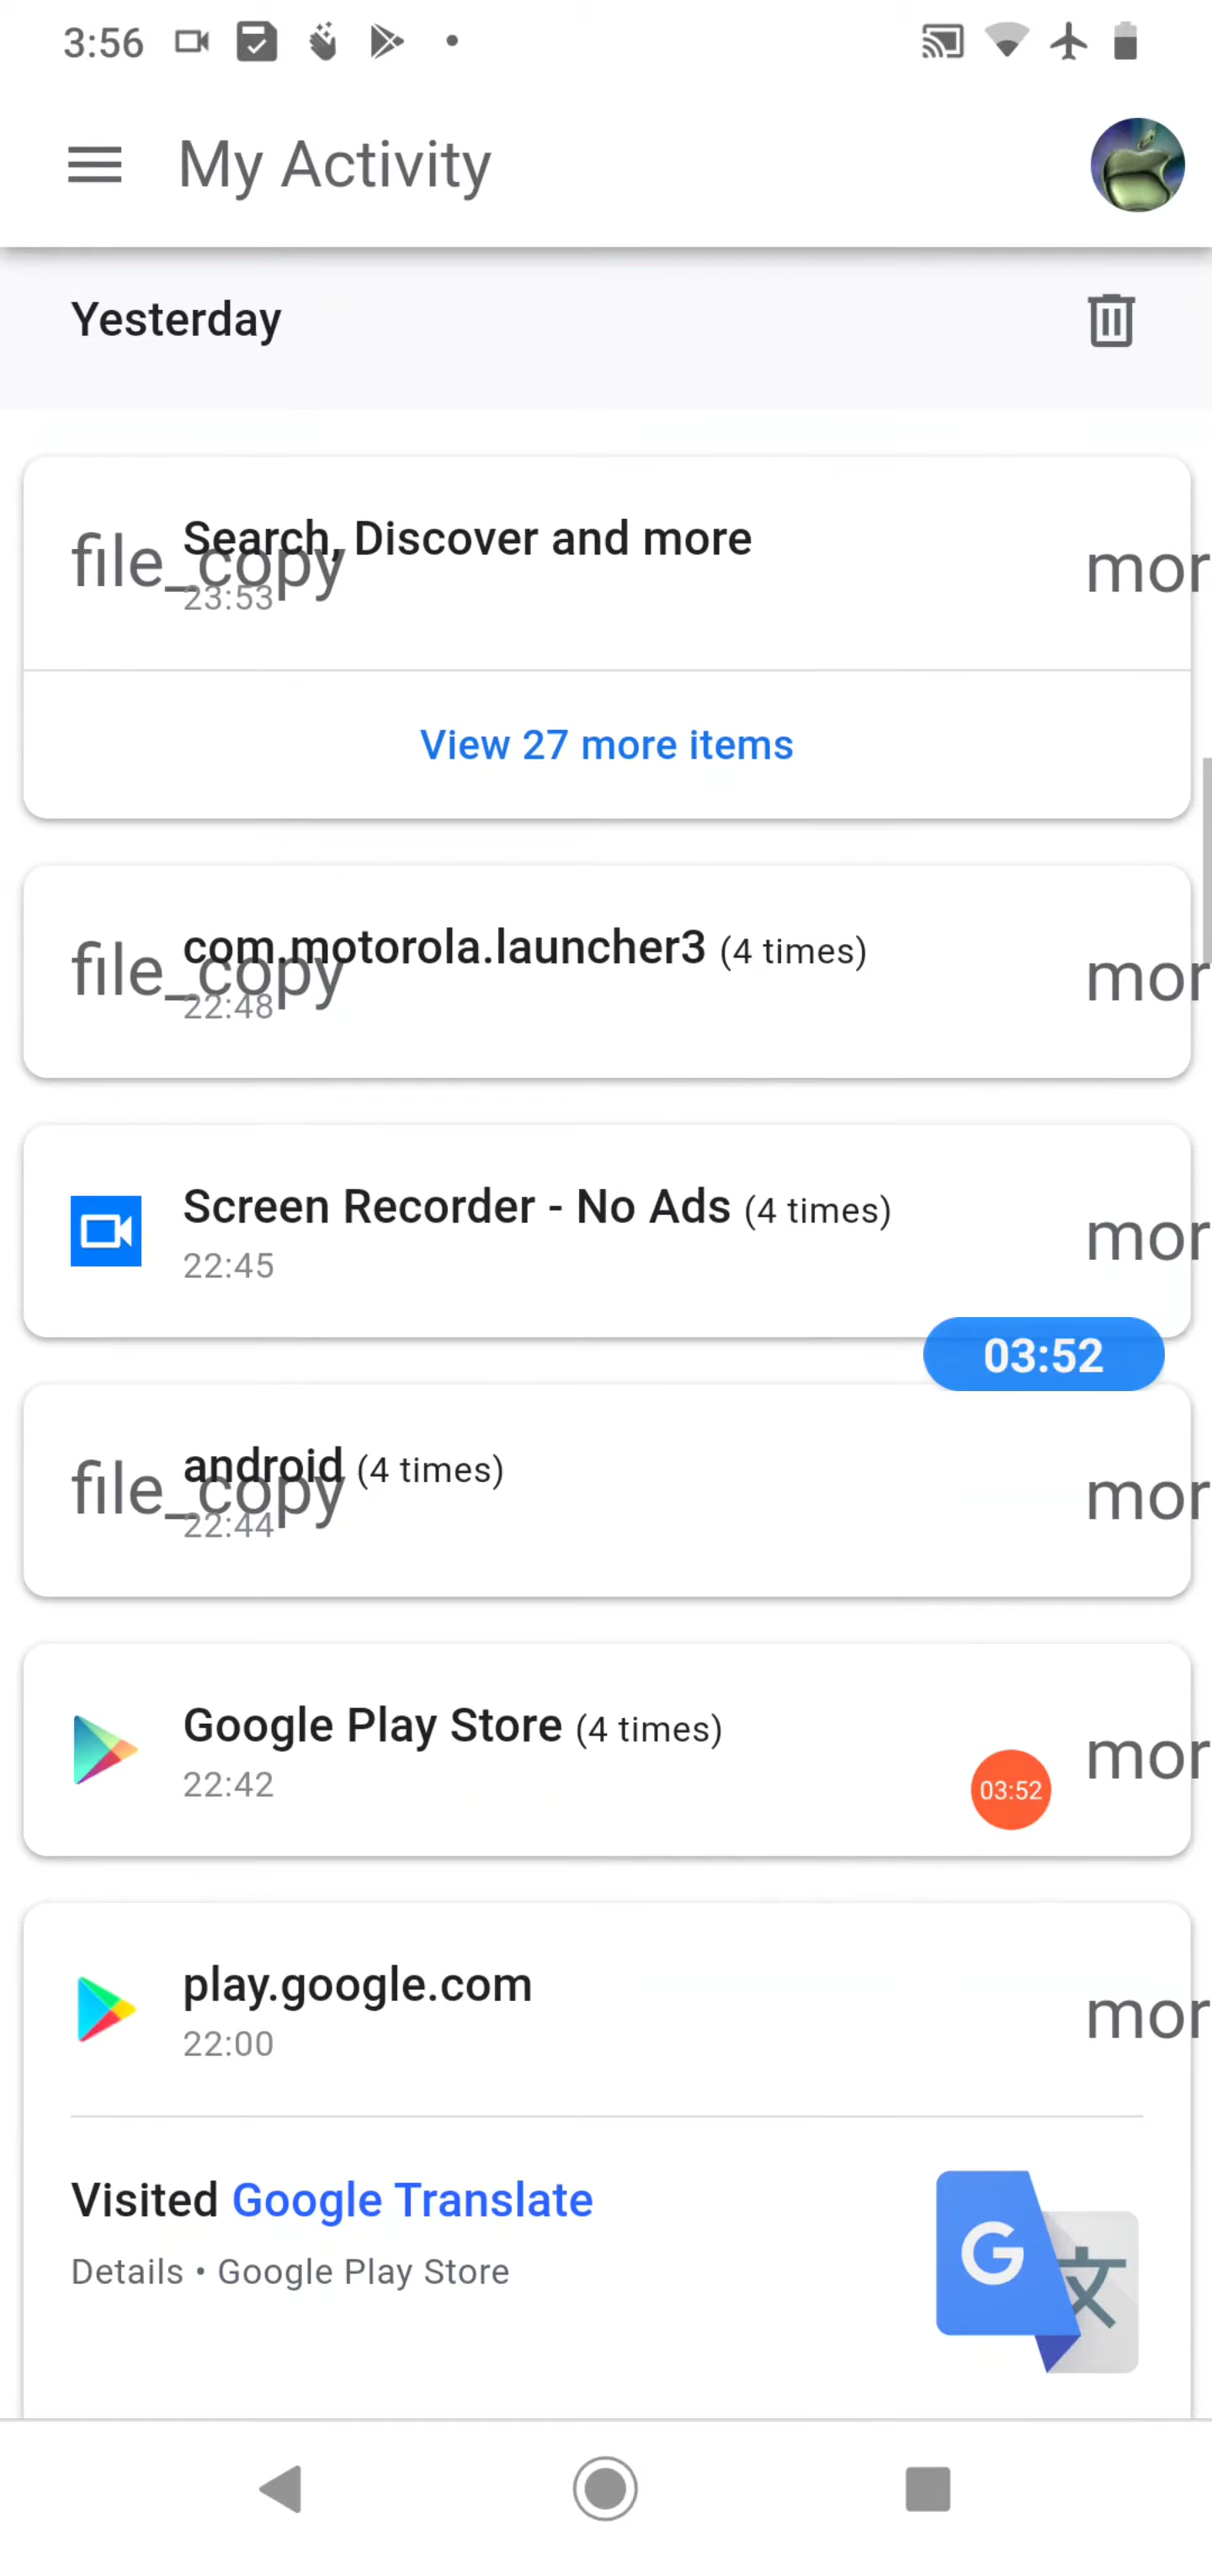 3:56
My Activity
Yesterday
Search, Discover and more
file_copy
23:53
mor
View 27 more items
com.motorola.launcher3 (4 times)
file_copy
22:48
mor
Screen Recorder - No Ads (4 times)
22:45
mor
03:52
android (4 times)
file_copy
22:44
mor
Google Play Store (4 times)
22:42
03:52
mor
play.google.com
22:00
mor
Visited Google Translate
Details • Google Play Store
G
文